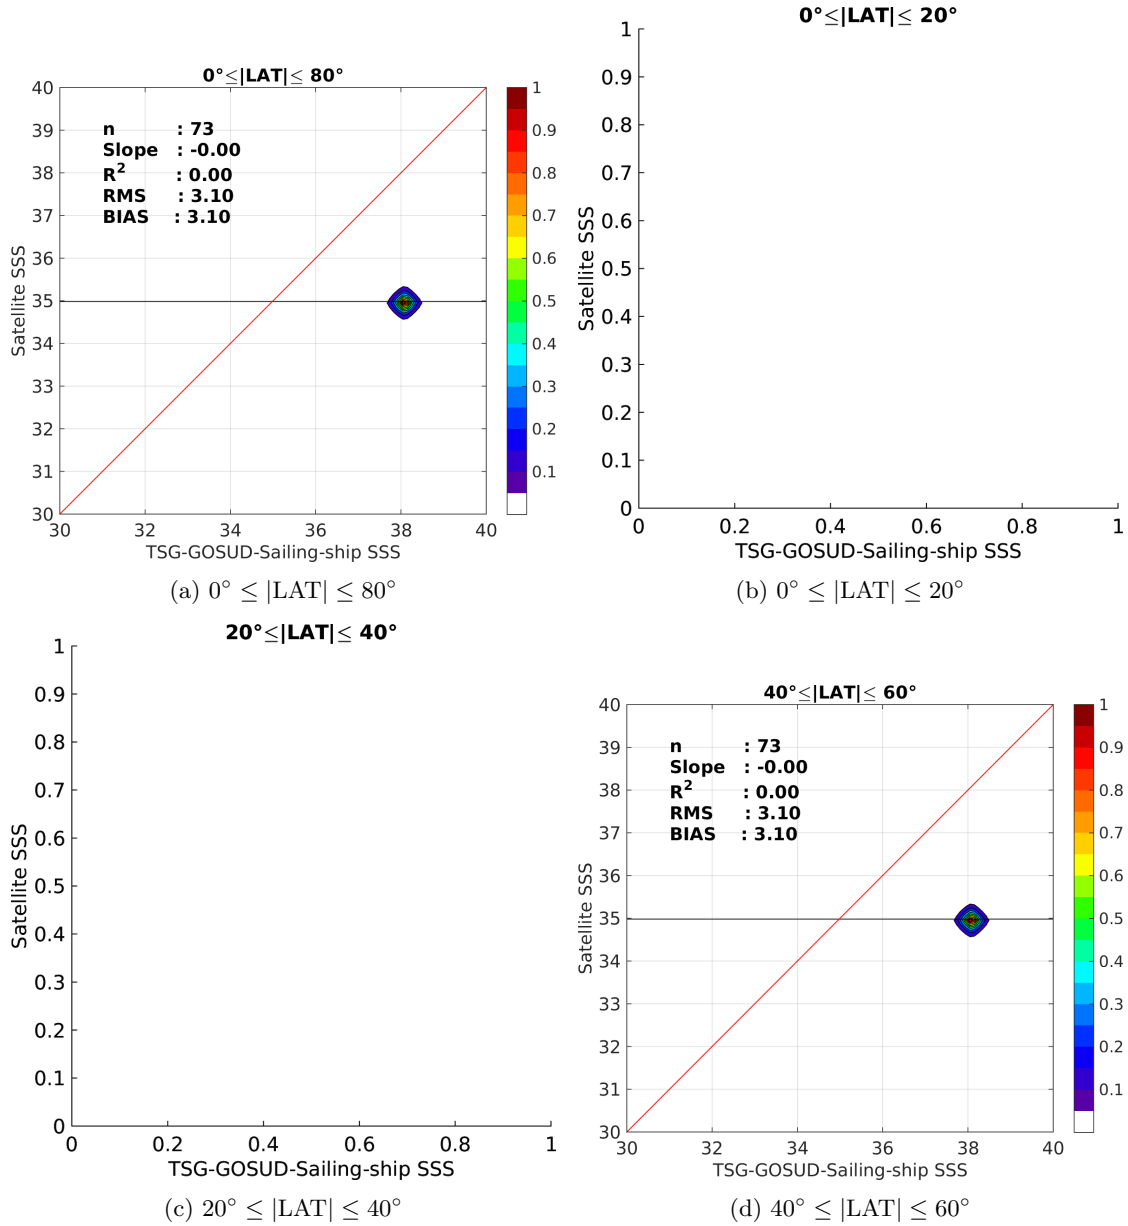 0°≤|LAT|≤ 80°
40
39
38
37
36
35
34
33
32
31
30
30 32 34 36 38 40
Satellite SSS
TSG-GOSUD-Sailing-ship SSS
n : 73
Slope : -0.00
R² : 0.00
RMS : 3.10
BIAS : 3.10
1
0.9
0.8
0.7
0.6
0.5
0.4
0.3
0.2
0.1
(a) 0° ≤ |LAT| ≤ 80°
0°≤|LAT|≤ 20°
1
0.9
0.8
0.7
0.6
0.5
0.4
0.3
0.2
0.1
0
0 0.2 0.4 0.6 0.8 1
Satellite SSS
TSG-GOSUD-Sailing-ship SSS
(b) 0° ≤ |LAT| ≤ 20°
20°≤|LAT|≤ 40°
1
0.9
0.8
0.7
0.6
0.5
0.4
0.3
0.2
0.1
0
0 0.2 0.4 0.6 0.8 1
Satellite SSS
TSG-GOSUD-Sailing-ship SSS
(c) 20° ≤ |LAT| ≤ 40°
40°≤|LAT|≤ 60°
40
39
38
37
36
35
34
33
32
31
30
30 32 34 36 38 40
Satellite SSS
TSG-GOSUD-Sailing-ship SSS
n : 73
Slope : -0.00
R² : 0.00
RMS : 3.10
BIAS : 3.10
1
0.9
0.8
0.7
0.6
0.5
0.4
0.3
0.2
0.1
(d) 40° ≤ |LAT| ≤ 60°